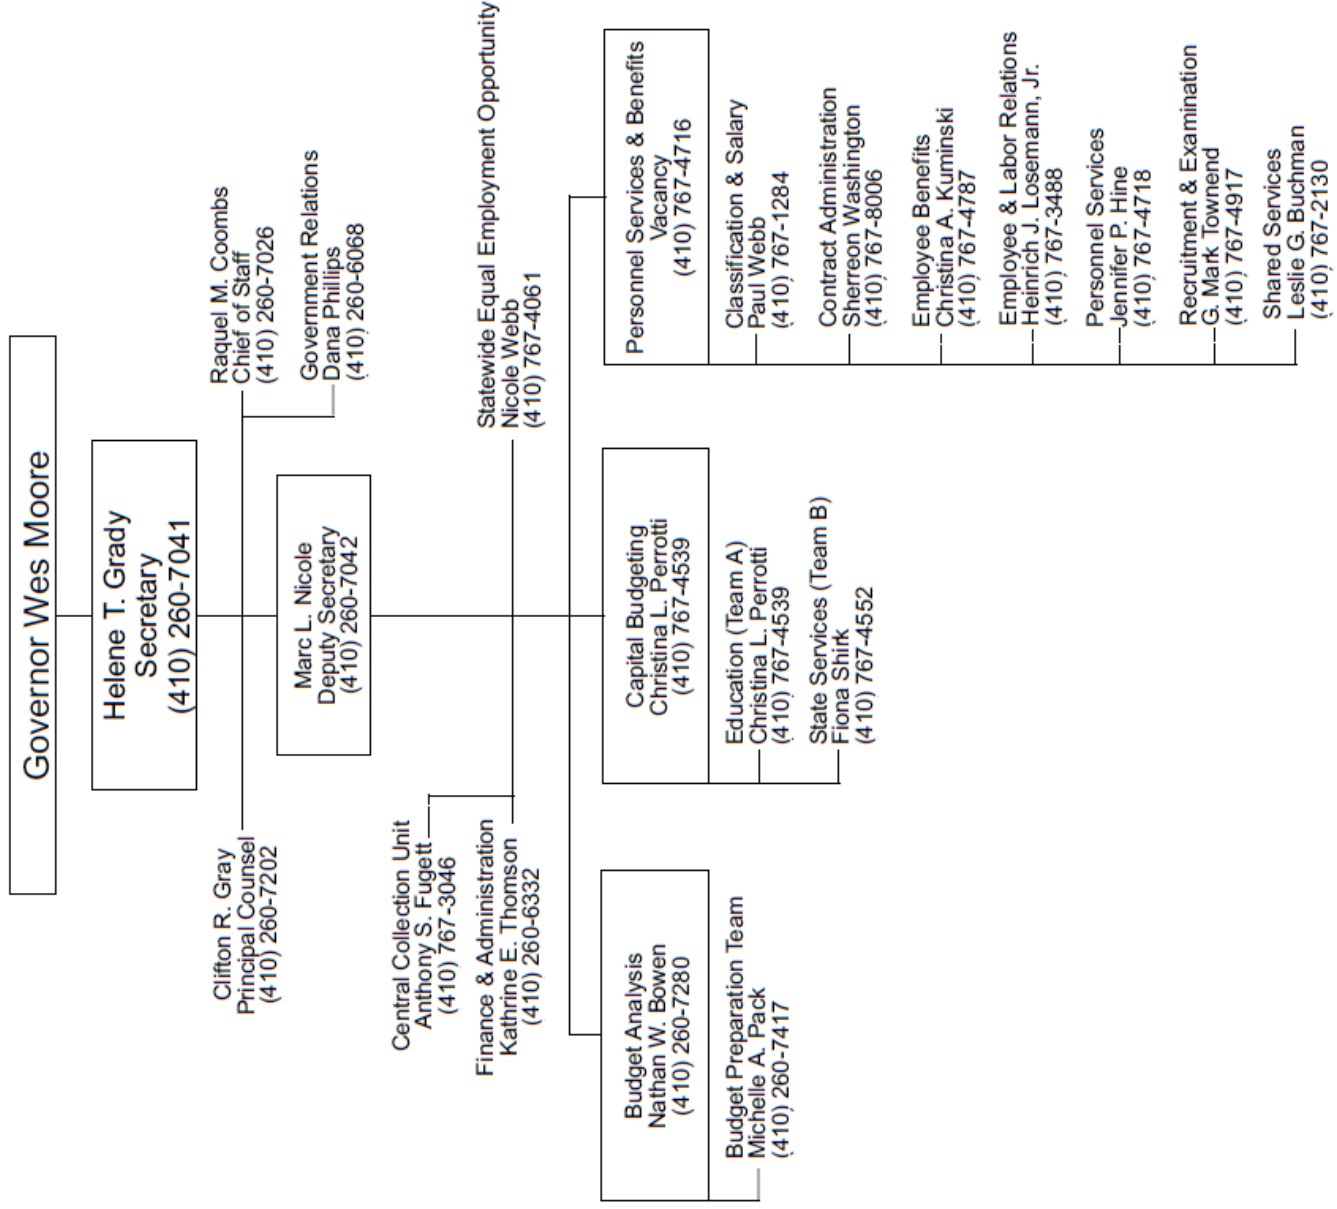 Governor Wes Moore
Helene T. Grady
Secretary
(410) 260-7041
Clifton R. Gray
Principal Counsel
(410) 260-7202
Raquel M. Coombs
Chief of Staff
(410) 260-7026
Government Relations
Dana Phillips
(410) 260-6068
Marc L. Nicole
Deputy Secretary
(410) 260-7042
Central Collection Unit
Anthony S. Fugett
(410) 767-3046
Finance & Administration
Kathrine E. Thomson
(410) 260-6332
Statewide Equal Employment Opportunity
Nicole Webb
(410) 767-4061
Budget Analysis
Nathan W. Bowen
(410) 260-7280
Budget Preparation Team
Michelle A. Pack
(410) 260-7417
Capital Budgeting
Christina L. Perrotti
(410) 767-4539
Education (Team A)
Christina L. Perrotti
(410) 767-4539
State Services (Team B)
Fiona Shirk
(410) 767-4552
Personnel Services & Benefits
Vacancy
(410) 767-4716
Classification & Salary
Paul Webb
(410) 767-1284
Contract Administration
Sherreon Washington
(410) 767-8006
Employee Benefits
Christina A. Kuminski
(410) 767-4787
Employee & Labor Relations
Heinrich J. Losemann, Jr.
(410) 767-3488
Personnel Services
Jennifer P. Hine
(410) 767-4718
Recruitment & Examination
G. Mark Townend
(410) 767-4917
Shared Services
Leslie G. Buchman
(410) 767-2130